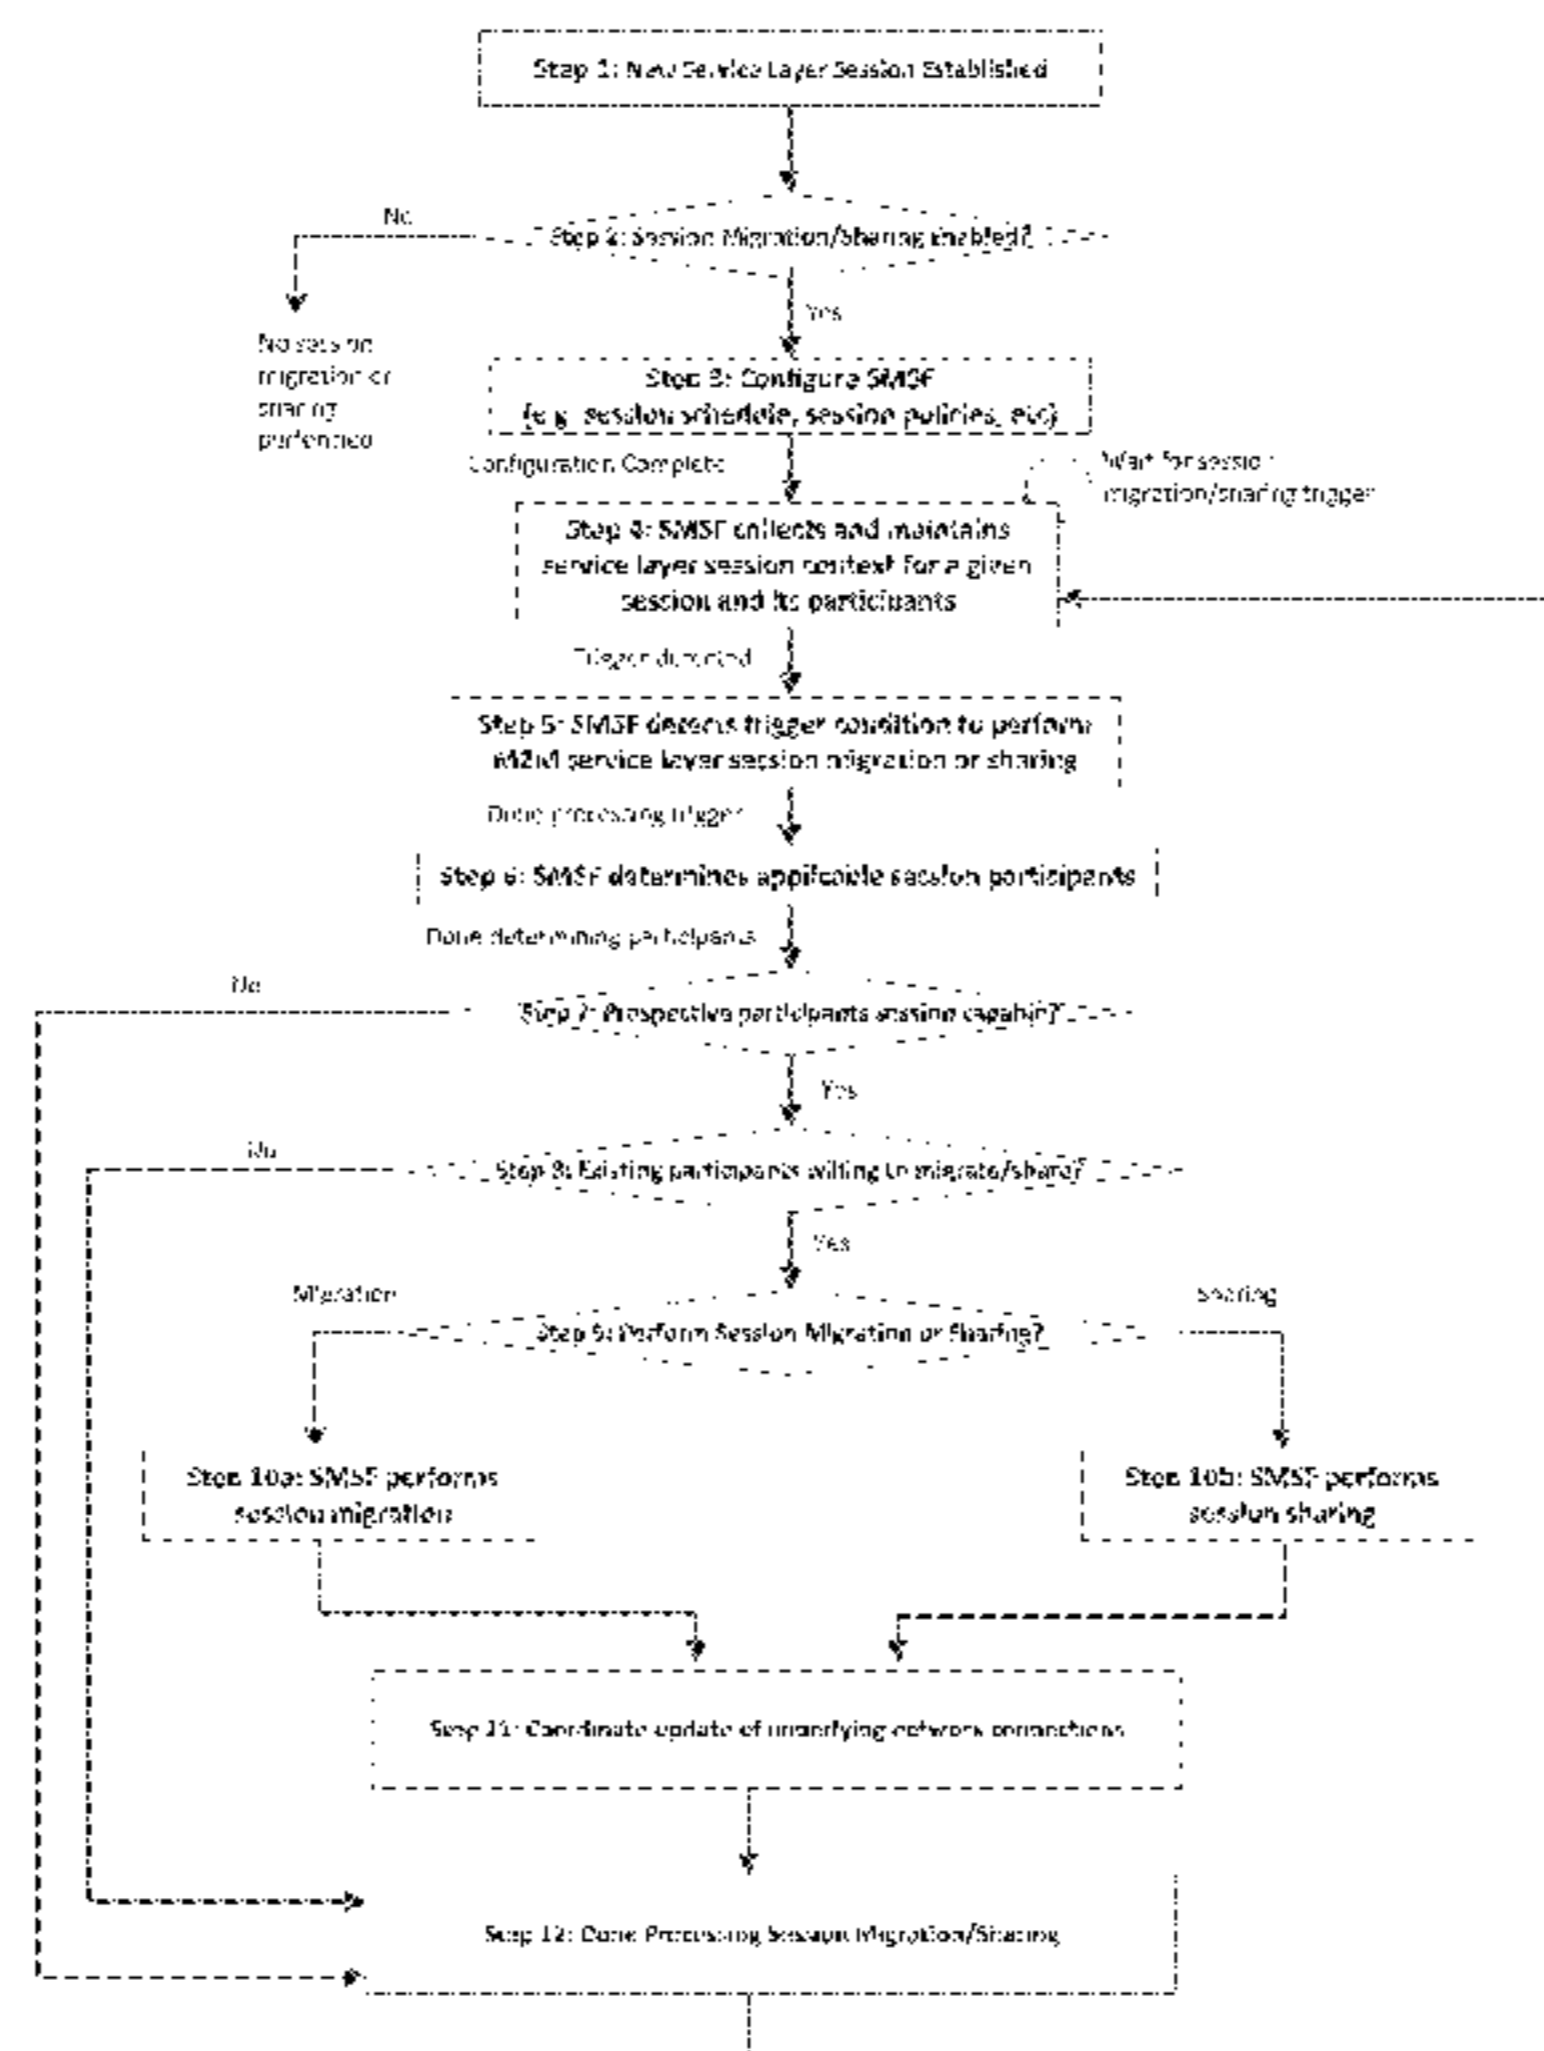 Step 1: New Service Layer Session Established
No
Step 2: Session Migration/Sharing Enabled?
Yes
No session
migration or
sharing
performed
Step 3: Configure SMSF
(e.g. session schedule, session policies, etc)
Configuration Complete
Wait for session
migration/sharing trigger
Step 4: SMSF collects and maintains
service layer session context for a given
session and its participants
Trigger detected
Step 5: SMSF detects trigger condition to perform
M2M service layer session migration or sharing
Done processing trigger
Step 6: SMSF determines applicable session participants
Done determining participants
No
Step 7: Prospective participants session capable?
Yes
No
Step 8: Existing participants willing to migrate/share?
Yes
Migration
Sharing
Step 9: Perform Session Migration or Sharing?
Step 10a: SMSF performs
session migration
Step 10b: SMSF performs
session sharing
Step 11: Coordinate update of underlying network connections
Step 12: Done Processing Session Migration/Sharing